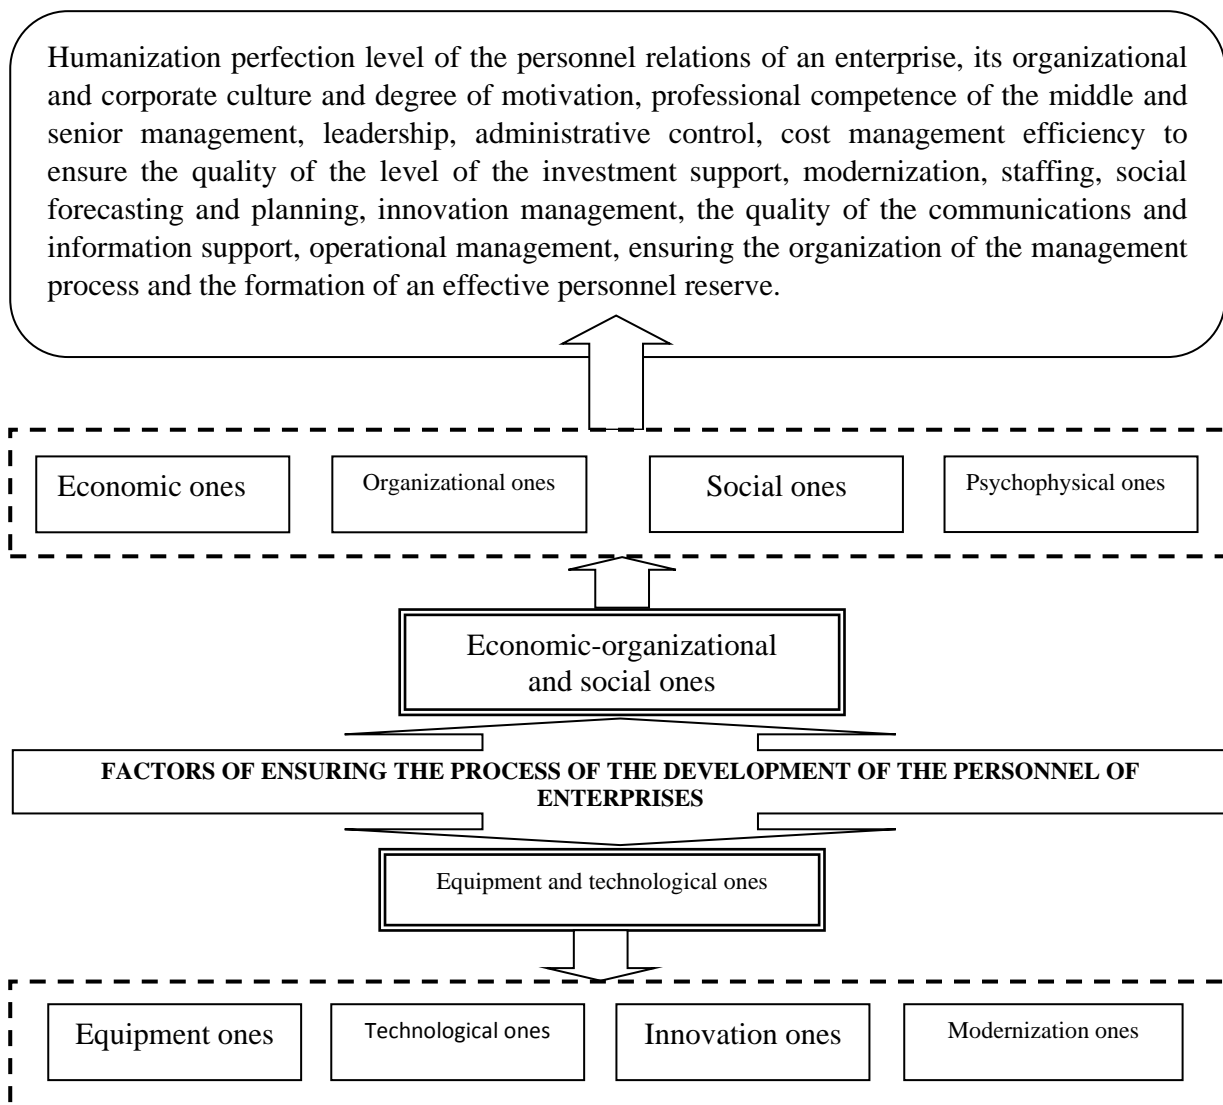 Humanization perfection level of the personnel relations of an enterprise, its organizational
and corporate culture and degree of motivation, professional competence of the middle and
senior management, leadership, administrative control, cost management efficiency to
ensure the quality of the level of the investment support, modernization, staffing, social
forecasting and planning, innovation management, the quality of the communications and
information support, operational management, ensuring the organization of the management
process and the formation of an effective personnel reserve.
Economic ones
Organizational ones
Social ones
Psychophysical ones
Economic-organizational
and social ones
FACTORS OF ENSURING THE PROCESS OF THE DEVELOPMENT OF THE PERSONNEL OF
ENTERPRISES
Equipment and technological ones
Equipment ones
Technological ones
Innovation ones
Modernization ones